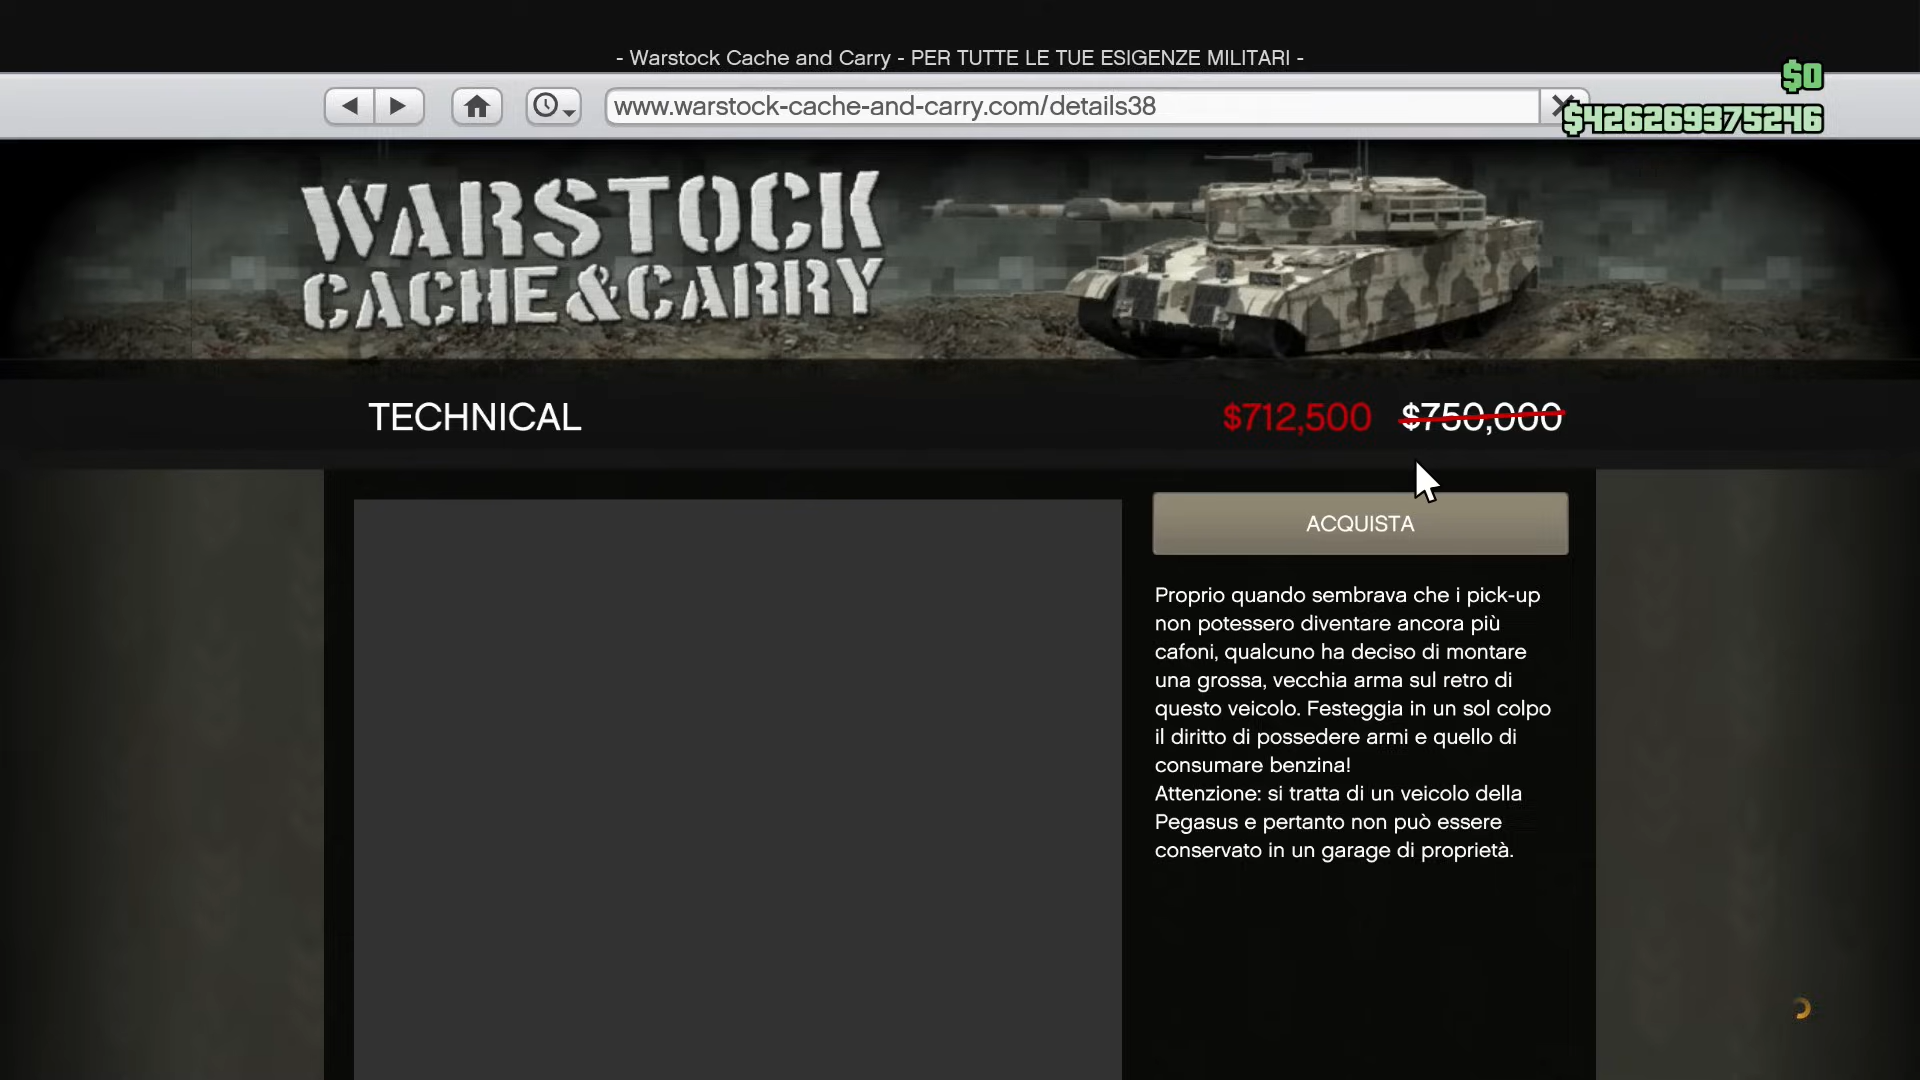 - Warstock Cache and Carry - PER TUTTE LE TUE ESIGENZE MILITARI -
$0
www.warstock-cache-and-carry.com/details38
$426269375246
WARSTOCK
CACHE & CARRY
TECHNICAL $712,500 $750,000
ACQUISTA
Proprio quando sembrava che i pick-up
non potessero diventare ancora più
cafoni, qualcuno ha deciso di montare
una grossa, vecchia arma sul retro di
questo veicolo. Festeggia in un sol colpo
il diritto di possedere armi e quello di
consumare benzina!
Attenzione: si tratta di un veicolo della
Pegasus e pertanto non può essere
conservato in un garage di proprietà.